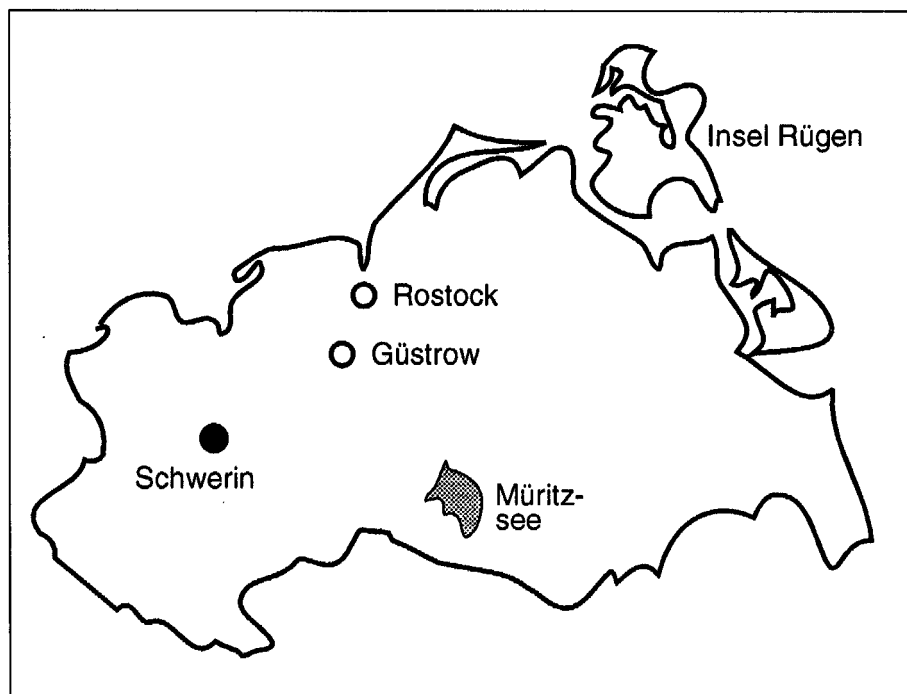 Insel Rügen
Rostock
Güstrow
Schwerin
Müritz-
see